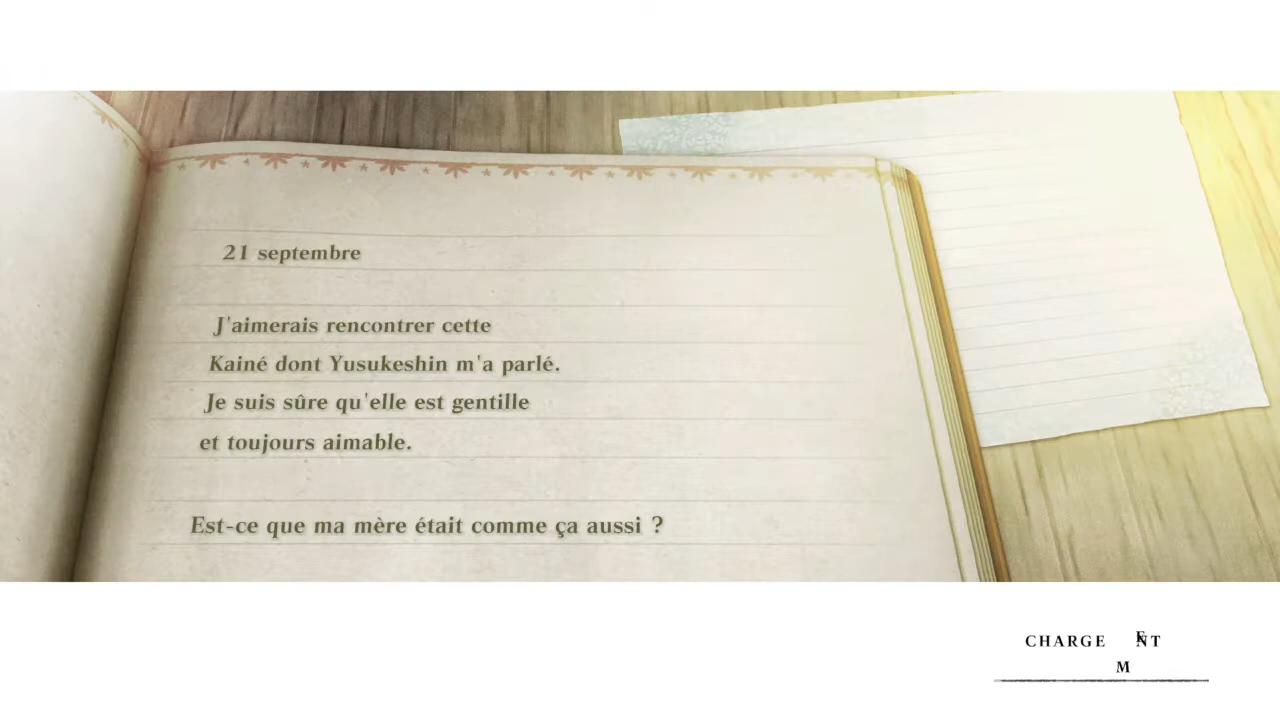 21 septembre
J'aimerais rencontrer cette
Kainé dont Yusukeshin m'a parlé.
Je suis sûre qu'elle est gentille
et toujours aimable.
Est-ce que ma mère était comme ça aussi ?
CHARGEMENT